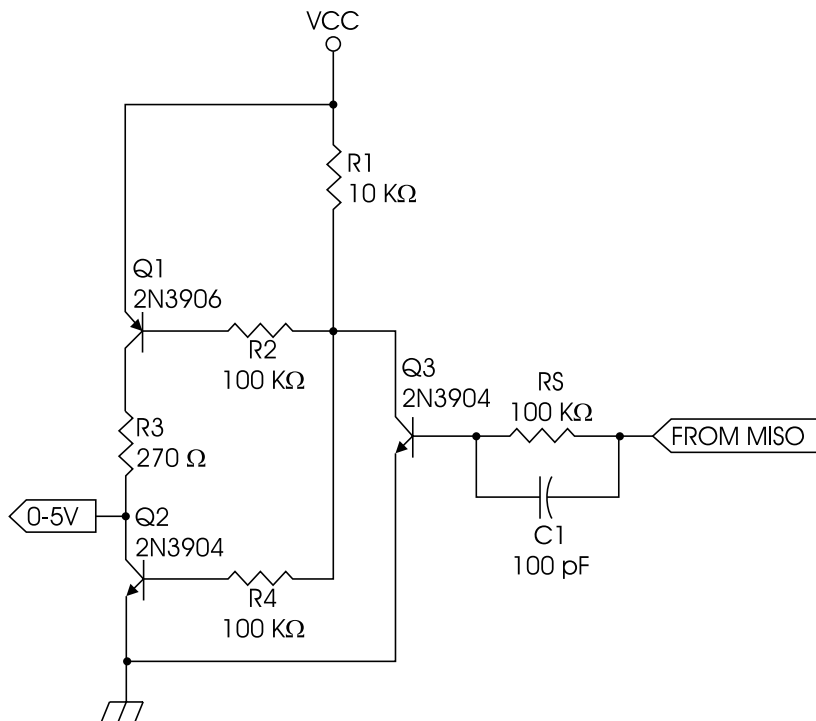 VCC
R1
10 KΩ
Q1
2N3906
R2
100 KΩ
Q3
2N3904
RS
100 KΩ
FROM MISO
C1
100 pF
R3
270 Ω
0-5V
Q2
2N3904
R4
100 KΩ